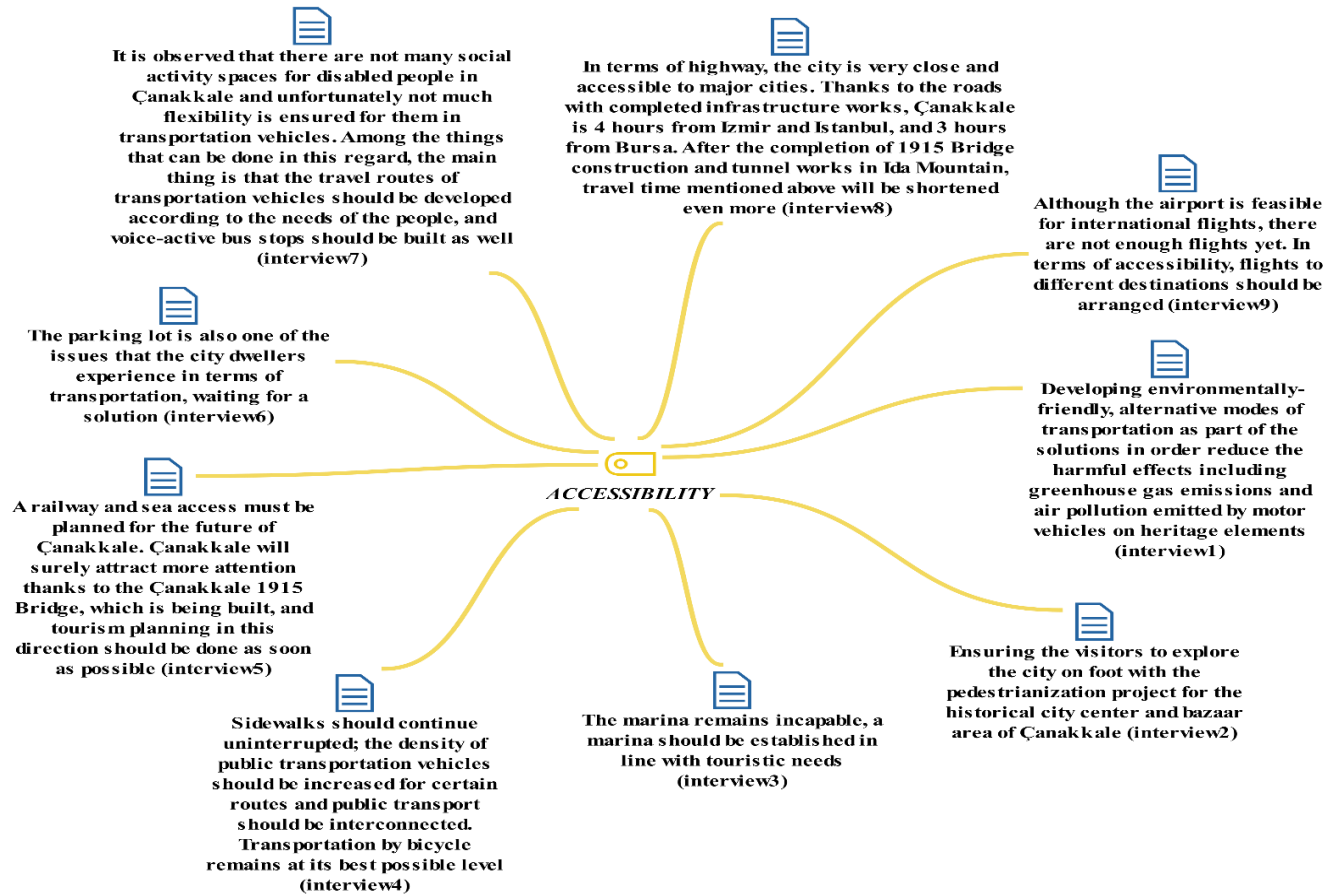 It is observed that there are not many social
activity spaces for disabled people in
Çanakkale and unfortunately not much
flexibility is ensured for them in
transportation vehicles. Among the things
that can be done in this regard, the main
thing is that the travel routes of
transportation vehicles should be developed
according to the needs of the people, and
voice-active bus stops should be built as well
(interview7)
In terms of highway, the city is very close and
accessible to major cities. Thanks to the roads
with completed infrastructure works, Çanakkale
is 4 hours from Izmir and Istanbul, and 3 hours
from Bursa. After the completion of 1915 Bridge
construction and tunnel works in Ida Mountain,
travel time mentioned above will be shortened
even more (interview8)
Although the airport is feasible
for international flights, there
are not enough flights yet. In
terms of accessibility, flights to
different destinations should be
arranged (interview9)
The parking lot is also one of the
issues that the city dwellers
experience in terms of
transportation, waiting for a
solution (interview6)
Developing environmentally-
friendly, alternative modes of
transportation as part of the
solutions in order reduce the
harmful effects including
greenhouse gas emissions and
air pollution emitted by motor
vehicles on heritage elements
(interview1)
ACCESSIBILITY
A railway and sea access must be
planned for the future of
Çanakkale. Çanakkale will
surely attract more attention
thanks to the Çanakkale 1915
Bridge, which is being built, and
tourism planning in this
direction should be done as soon
as possible (interview5)
Ensuring the visitors to explore
the city on foot with the
pedestrianization project for the
historical city center and bazaar
area of Çanakkale (interview2)
Sidewalks should continue
uninterrupted; the density of
public transportation vehicles
should be increased for certain
routes and public transport
should be interconnected.
Transportation by bicycle
remains at its best possible level
(interview4)
The marina remains incapable, a
marina should be established in
line with touristic needs
(interview3)